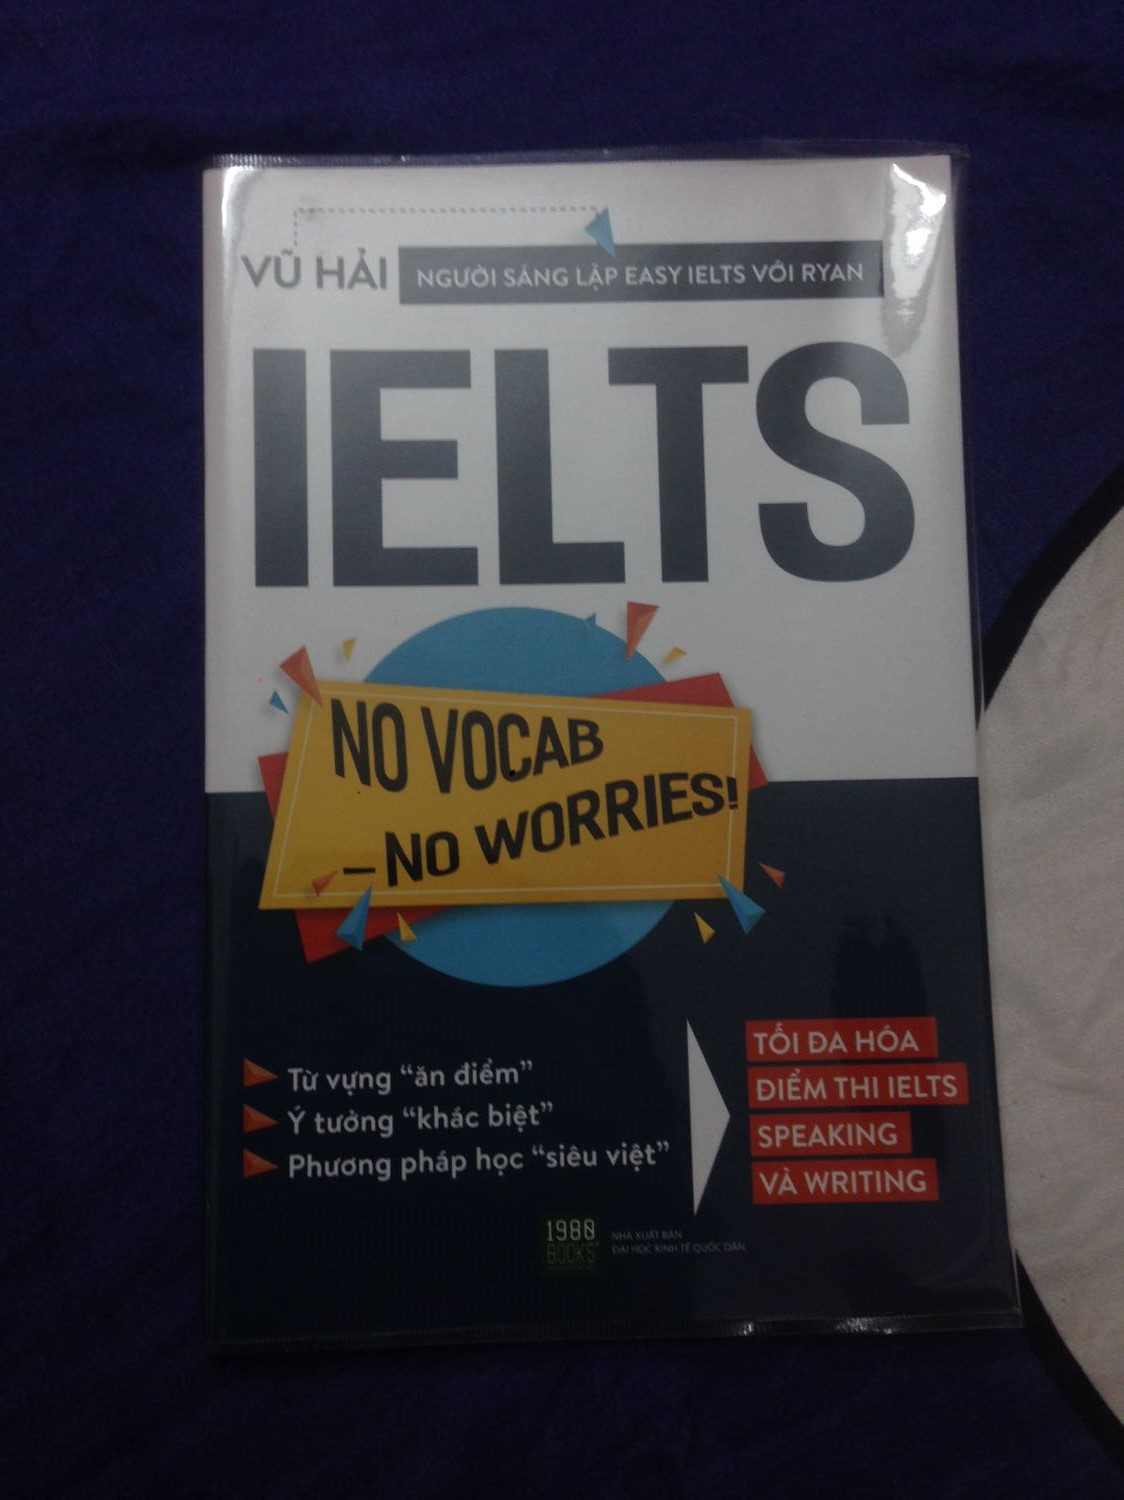 VŨ HẢI
NGƯỜI SÁNG LẬP EASY IELTS VỚI RYAN
IELTS
NO VOCAB
– NO WORRIES!
Từ vựng “ăn điểm”
Ý tưởng “khác biệt”
Phương pháp học “siêu việt”
TỐI ĐA HÓA
ĐIỂM THI IELTS
SPEAKING
VÀ WRITING
1980
BOOKS
NHÀ XUẤT BẢN
ĐẠI HỌC KINH TẾ QUỐC DÂN